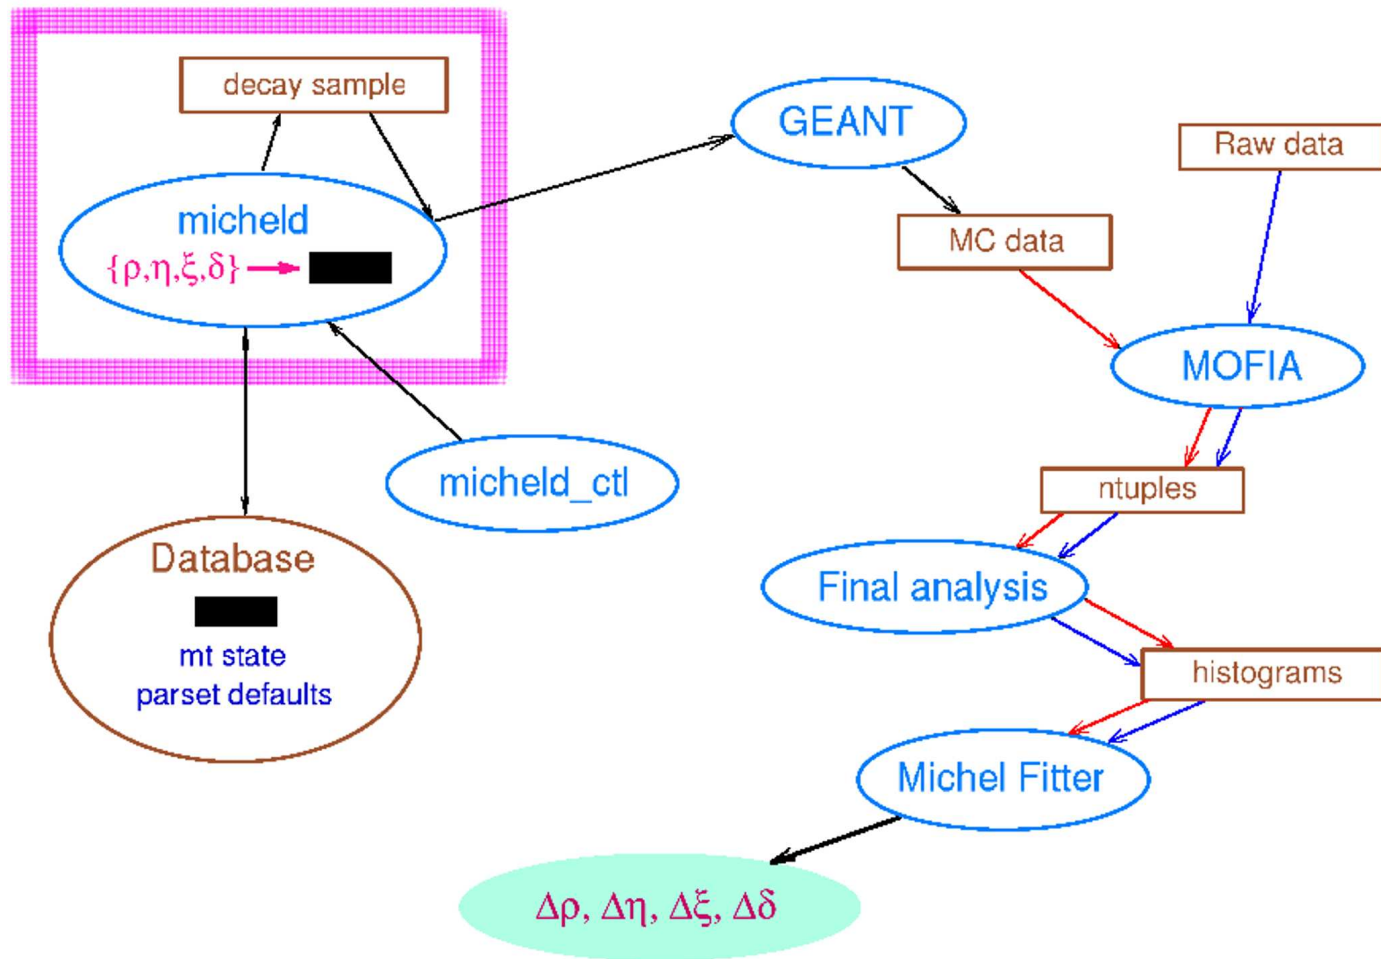 decay sample
micheld
{ρ,η,ξ,δ}
GEANT
Raw data
MC data
MOFIA
micheld_ctl
ntuples
Database
mt state
parset defaults
Final analysis
histograms
Michel Fitter
Δρ, Δη, Δξ, Δδ